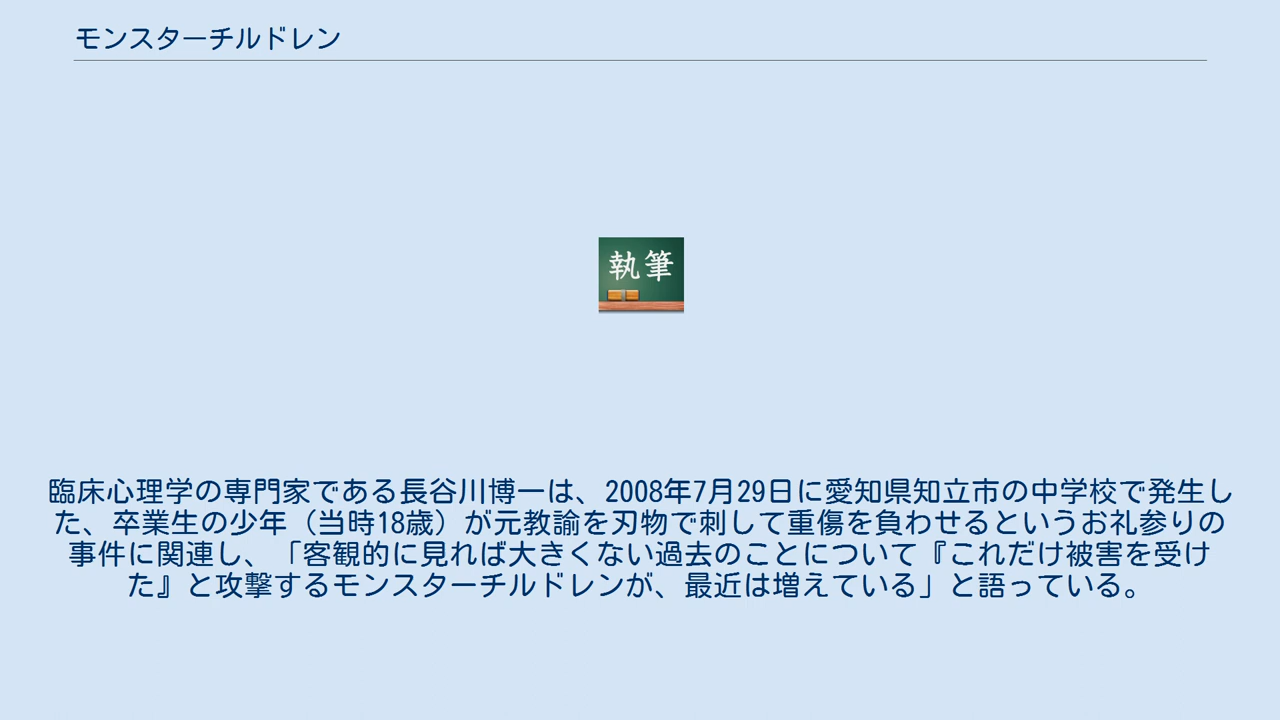 モンスターチルドレン
執筆
臨床心理学の専門家である長谷川博一は、2008年7月29日に愛知県知立市の中学校で発生し
た、卒業生の少年（当時18歳）が元教諭を刃物で刺して重傷を負わせるというお礼参りの
事件に関連し、「客観的に見れば大きくない過去のことについて『これだけ被害を受け
た』と攻撃するモンスターチルドレンが、最近は増えている」と語っている。